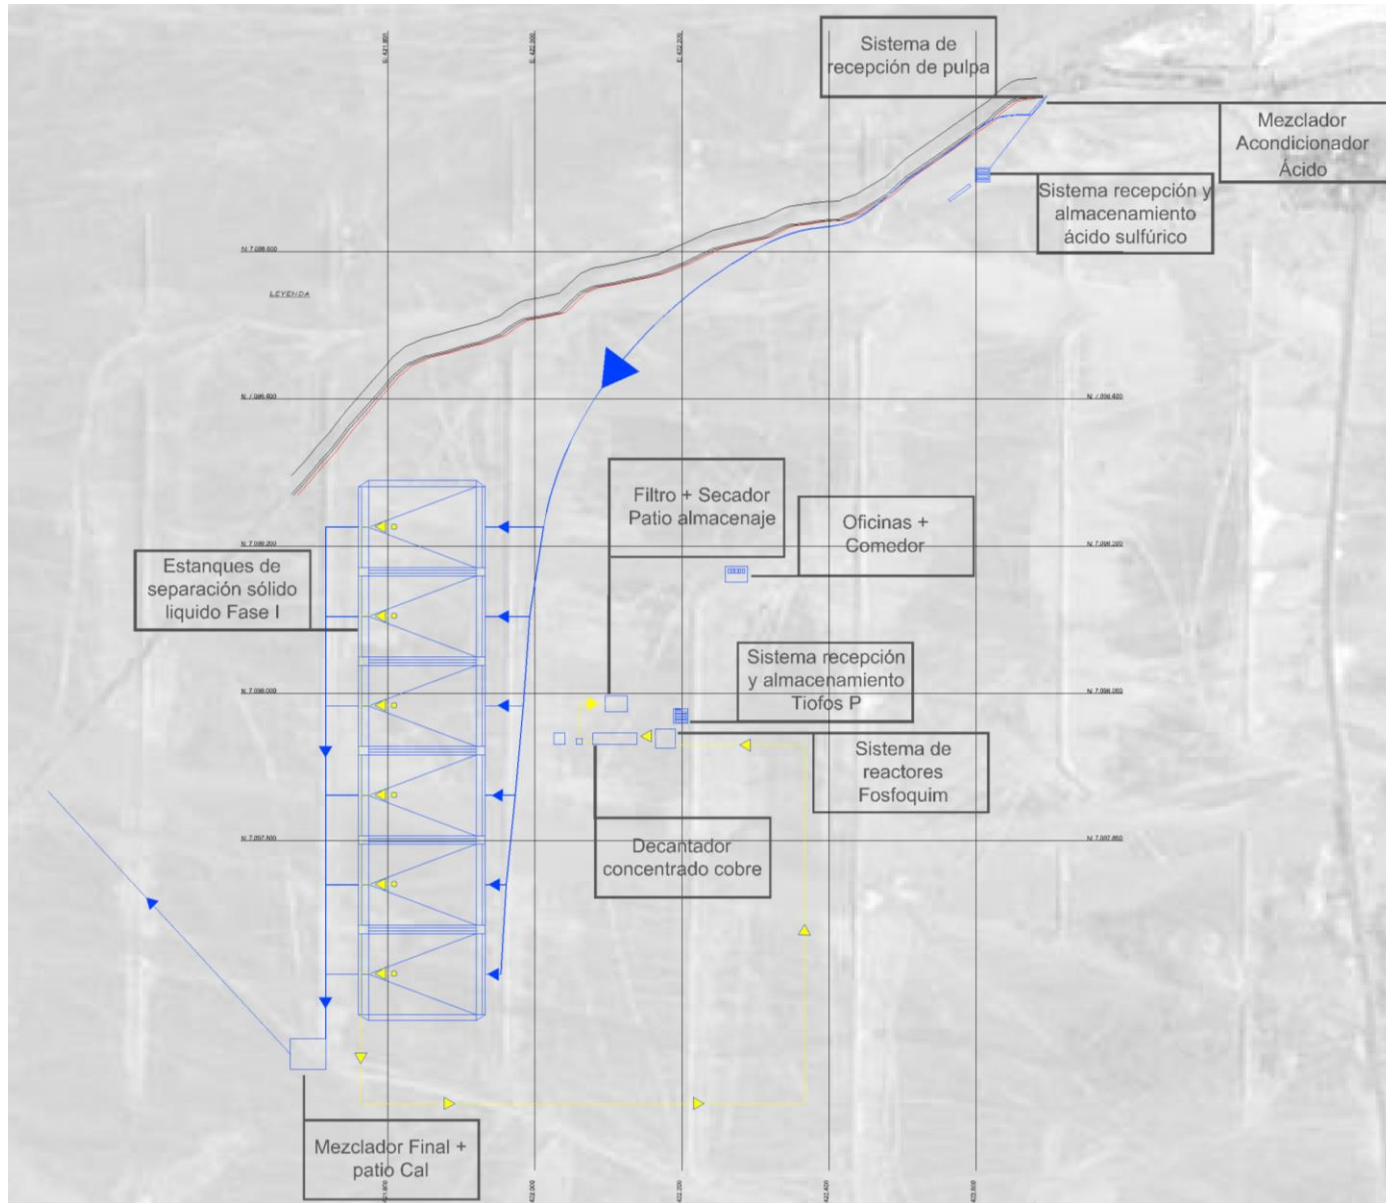 Sistema de
recepción de pulpa
Mezclador
Acondicionador
Ácido
Sistema recepción y
almacenamiento
ácido sulfúrico
LEYENDA
Filtro + Secador
Patio almacenaje
Oficinas +
Comedor
Estanques de
separación sólido
liquido Fase I
Sistema recepción
y almacenamiento
Tiofos P
Sistema de
reactores
Fosfoquim
Decantador
concentrado cobre
Mezclador Final +
patio Cal